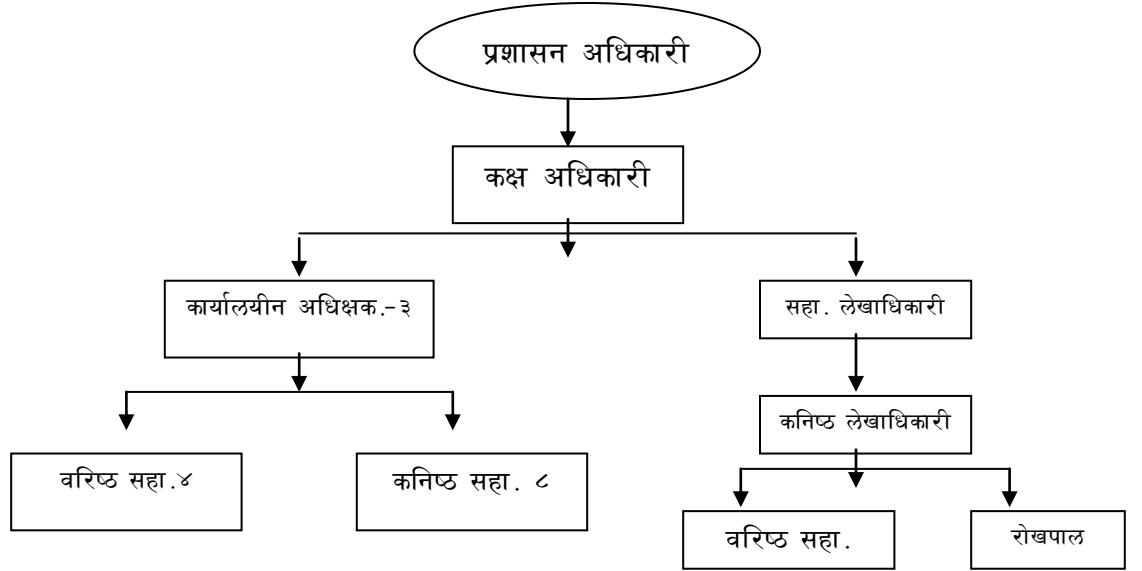 प्रशासन अधिकारी
कक्ष अधिकारी
कार्यालयीन अधिक्षक.-३
सहा. लेखाधिकारी
कनिष्ठ लेखाधिकारी
वरिष्ठ सहा.४
कनिष्ठ सहा. ८
वरिष्ठ सहा.
रोखपाल